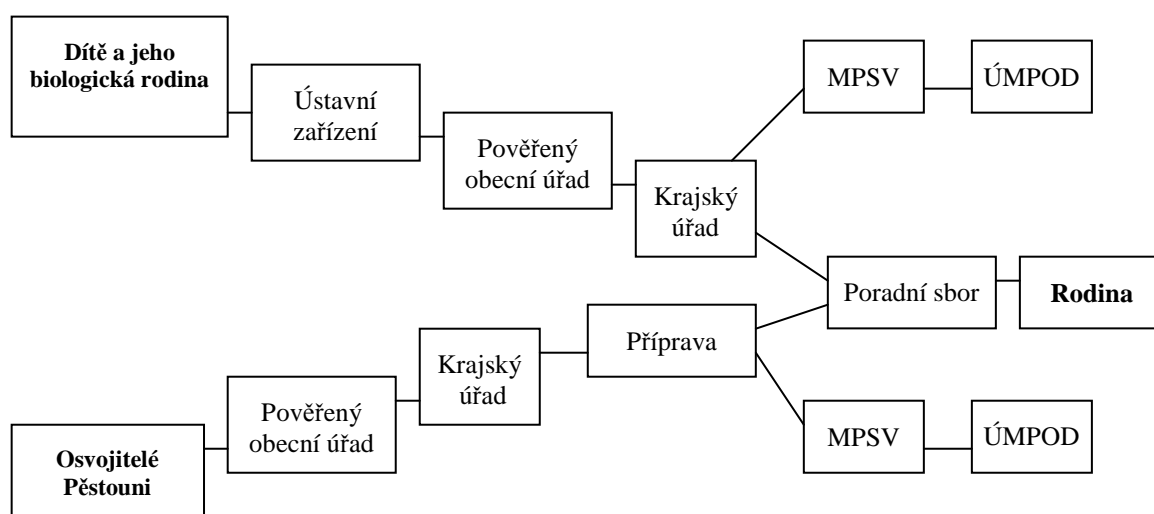 Dítě a jeho
biologická rodina
Ústavní
zařízení
Pověřený
obecní úřad
Krajský
úřad
MPSV
ÚMPOD
Poradní sbor
Rodina
Osvojitelé
Pěstouni
Pověřený
obecní úřad
Krajský
úřad
Příprava
MPSV
ÚMPOD